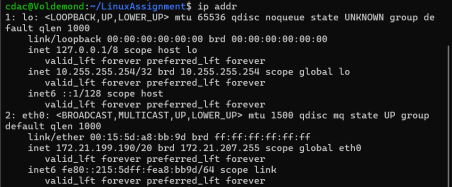 cdac@Voldemond:~/LinuxAssignment$ ip addr
1: lo: <LOOPBACK,UP,LOWER_UP> mtu 65536 qdisc noqueue state UNKNOWN group de
fault qlen 1000
    link/loopback 00:00:00:00:00:00 brd 00:00:00:00:00:00
    inet 127.0.0.1/8 scope host lo
       valid_lft forever preferred_lft forever
    inet 10.255.255.254/32 brd 10.255.255.254 scope global lo
       valid_lft forever preferred_lft forever
    inet6 ::1/128 scope host
       valid_lft forever preferred_lft forever
2: eth0: <BROADCAST,MULTICAST,UP,LOWER_UP> mtu 1500 qdisc mq state UP group
default qlen 1000
    link/ether 00:15:5d:a8:bb:9d brd ff:ff:ff:ff:ff:ff
    inet 172.21.199.190/20 brd 172.21.207.255 scope global eth0
       valid_lft forever preferred_lft forever
    inet6 fe80::215:5dff:fea8:bb9d/64 scope link
       valid_lft forever preferred_lft forever